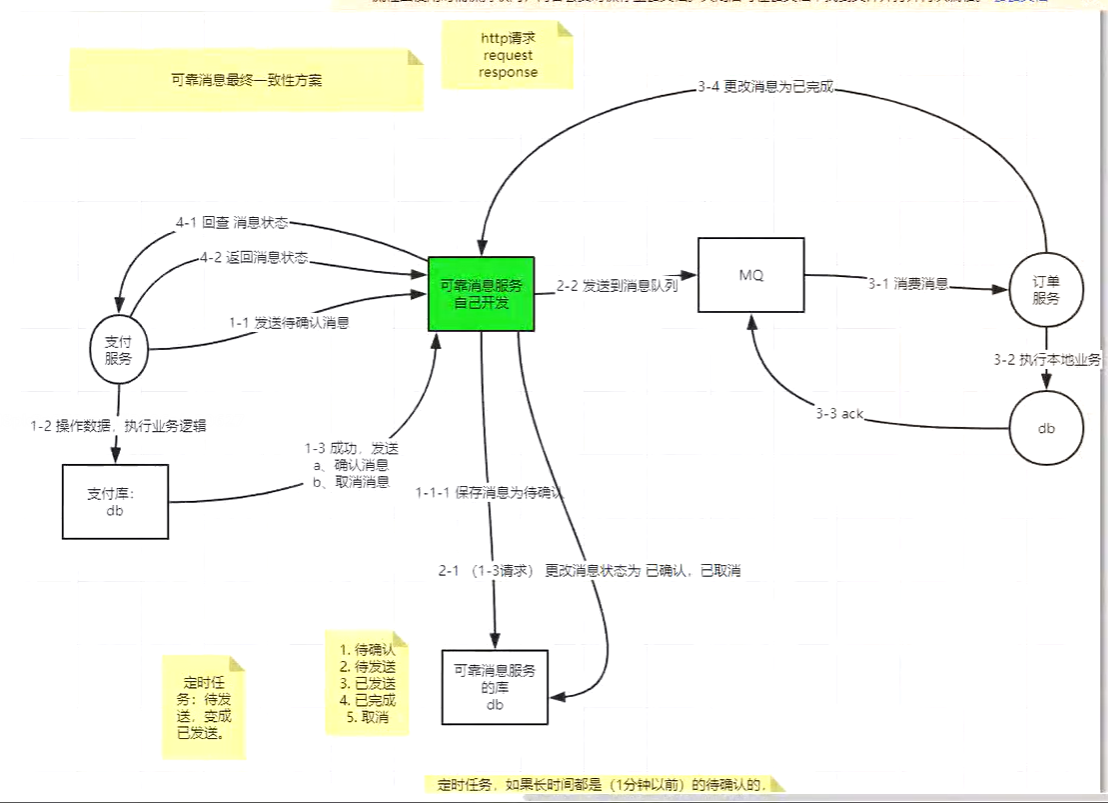 http请求
request
response
可靠消息最终一致性方案
3-4 更改消息为已完成
4-1 回查 消息状态
4-2 返回消息状态
可靠消息服务
自己开发
2-2 发送到消息队列
MQ
3-1 消费消息
订单
服务
1-1 发送待确认消息
支付
服务
3-2 执行本地业务
3-3 ack
db
1-2 操作数据，执行业务逻辑
1-3 成功，发送
a、确认消息
b、取消消息
支付库：
db
1-1-1 保存消息为待确认
2-1 （1-3请求） 更改消息状态为 已确认，已取消
1. 待确认
2. 待发送
3. 已发送
4. 已完成
5. 取消
定时任
务：待发
送，变成
已发送。
可靠消息服务
的库
db
定时任务，如果长时间都是（1分钟以前）的待确认的，